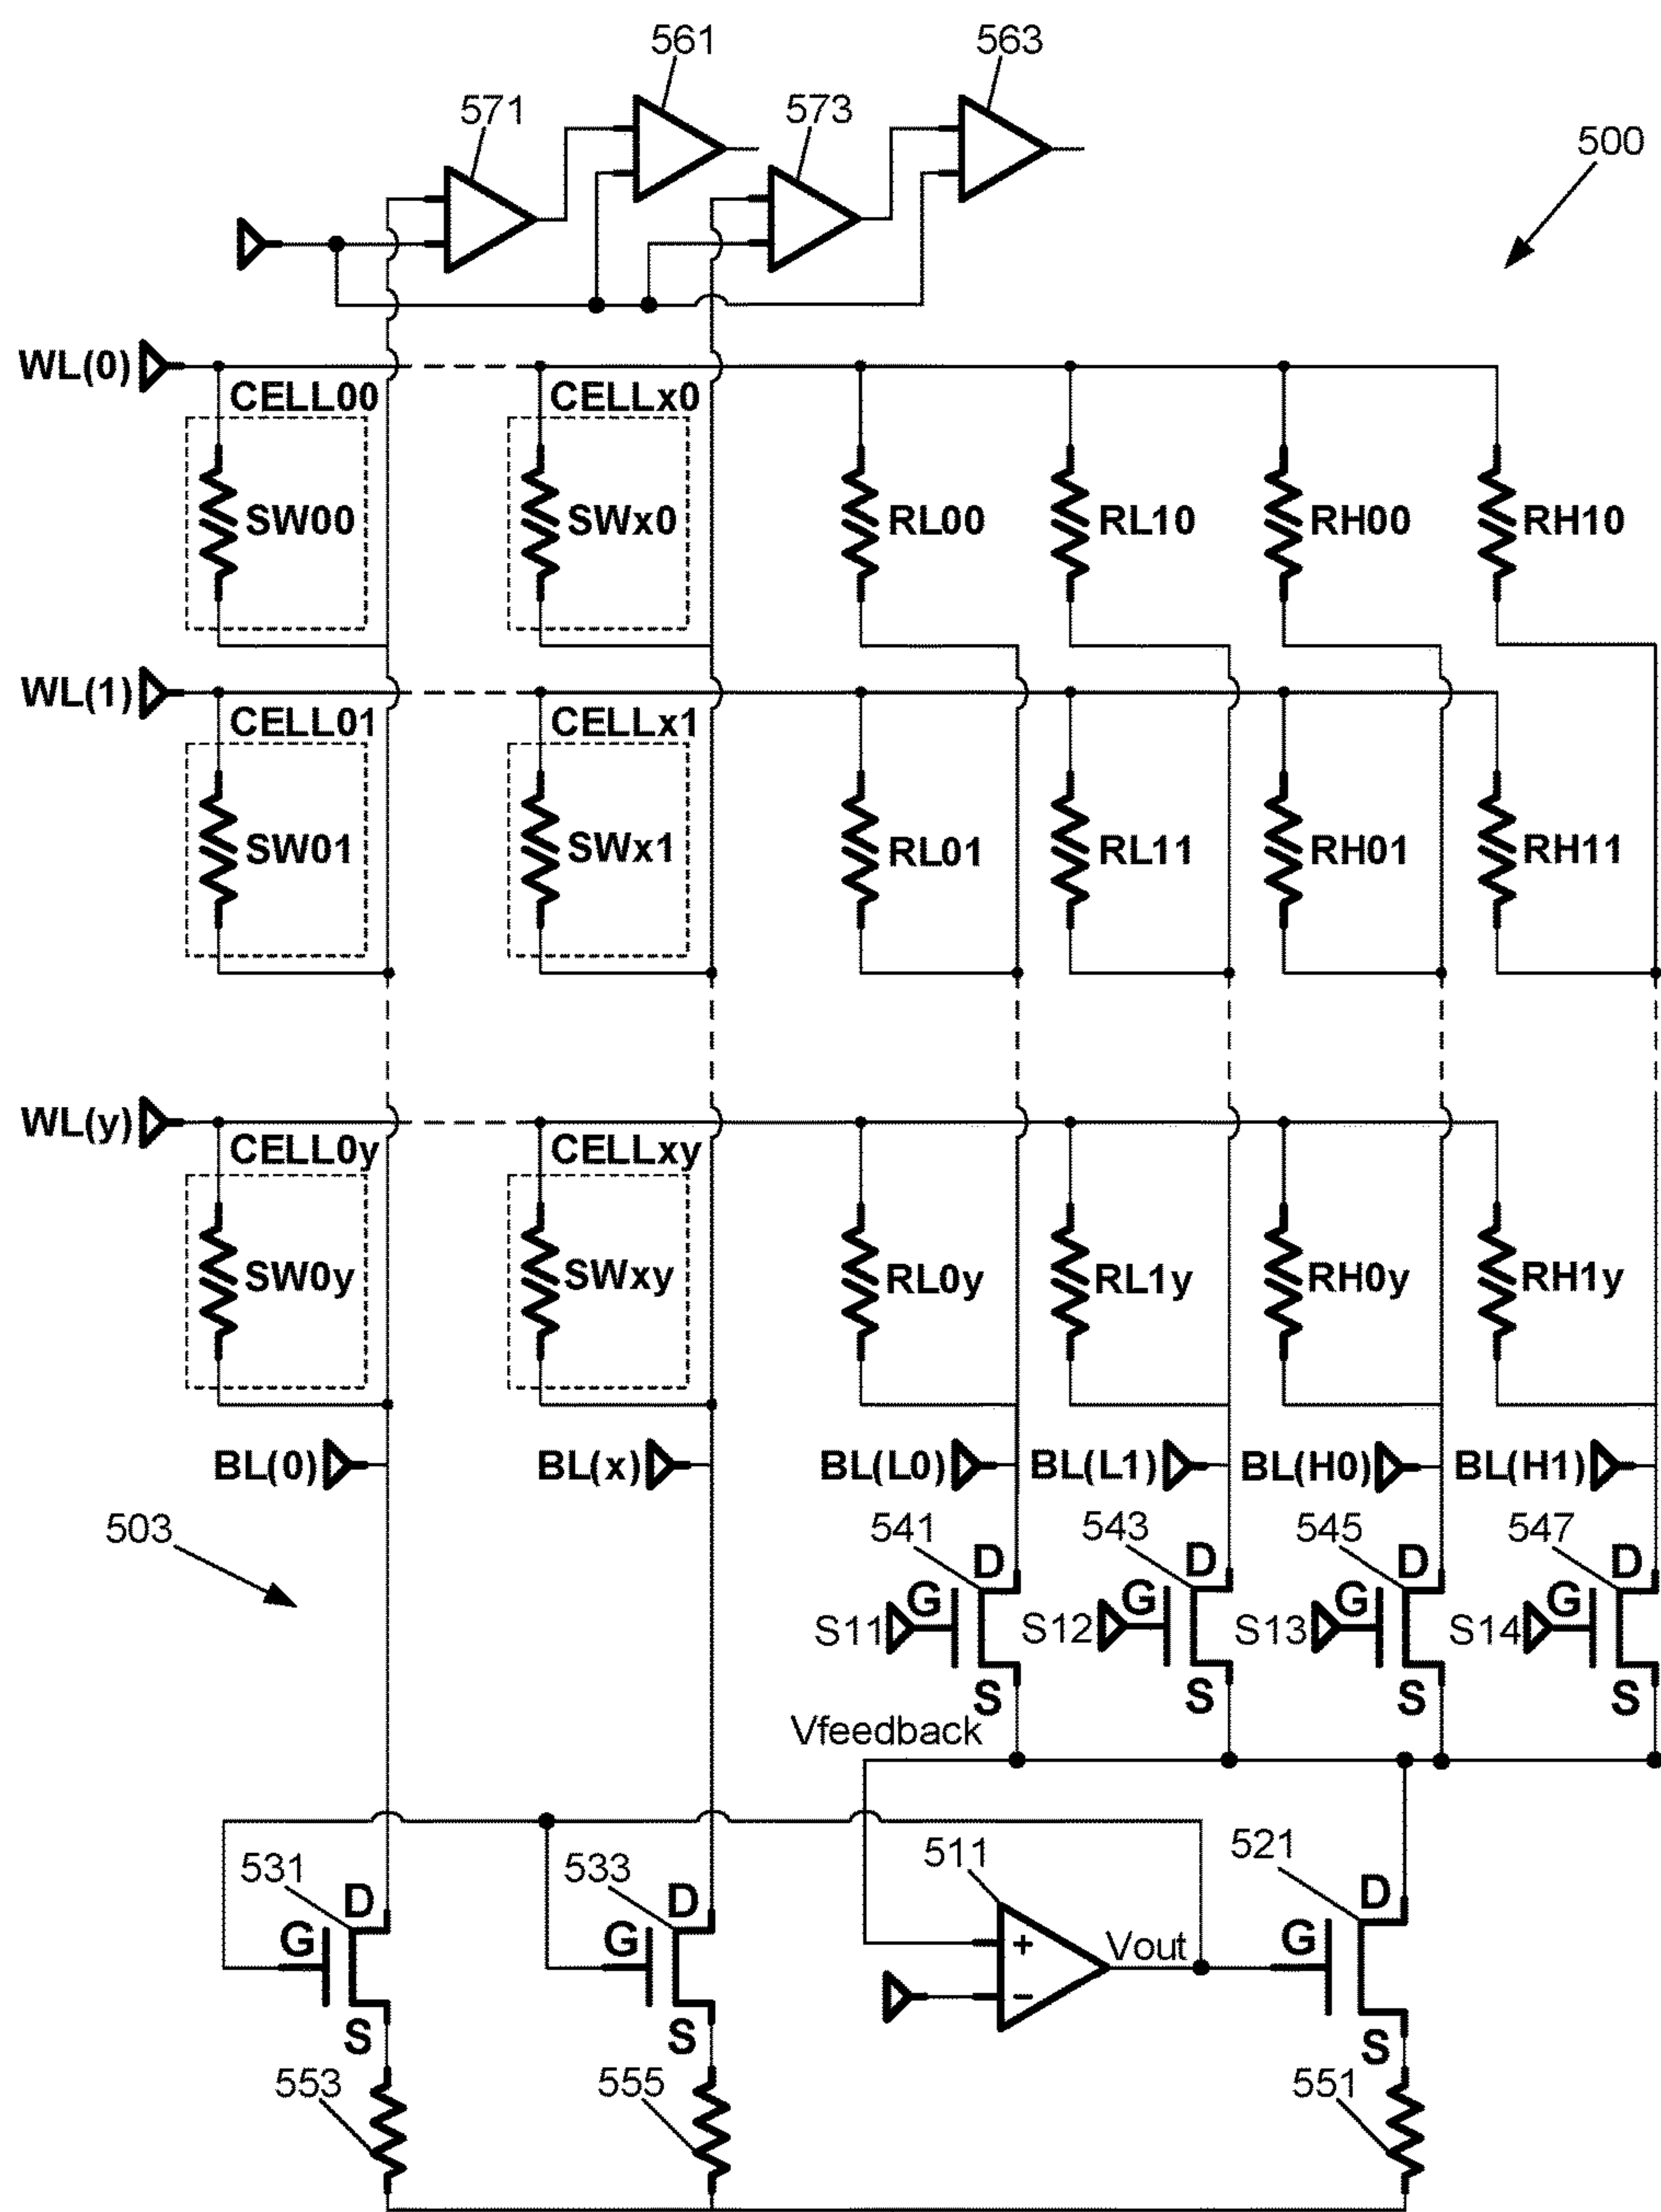 561
563
571
573
500
WL(0)
CELL00
CELLx0
SW00
SWx0
RL00
RL10
RH00
RH10
WL(1)
CELL01
CELLx1
SW01
SWx1
RL01
RL11
RH01
RH11
WL(y)
CELL0y
CELLxy
SW0y
SWxy
RL0y
RL1y
RH0y
RH1y
BL(0)
BL(x)
BL(L0)
BL(L1)
BL(H0)
BL(H1)
503
541
543
545
547
D
D
D
D
G
G
G
G
S11
S12
S13
S14
S
S
S
S
Vfeedback
531
533
511
521
D
D
D
G
G
+
Vout
G
−
S
S
S
553
555
551